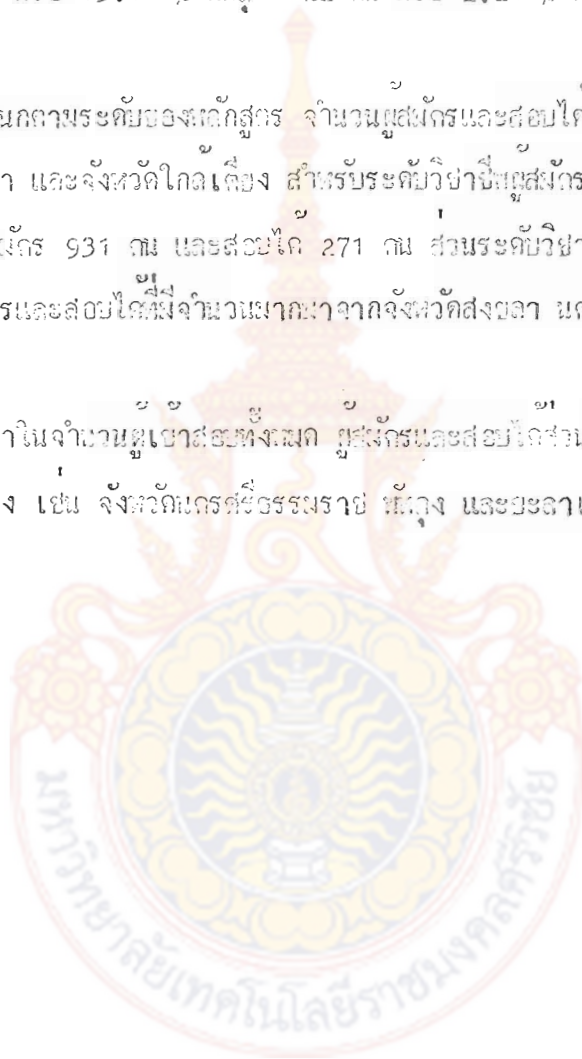 นกตามระดับของหลักสูตร จำนวนผู้สมัครและสอบได้
า และจังหวัดใกล้เคียง สำหรับระดับวิชาชีพผู้สมัคร
มัคร 931 คน และสอบได้ 271 คน ส่วนระดับวิชา
รและสอบได้ที่มีจำนวนมากมาจากจังหวัดสงขลา
าในจำนวนผู้เข้าสอบทั้งหมด ผู้สมัครและสอบได้ส่วน
ง เช่น จังหวัดนครศรีธรรมราช พัทลุง และยะลา
มหาวิทยาลัยเทคโนโลยีราชมงคลศรีวิชัย